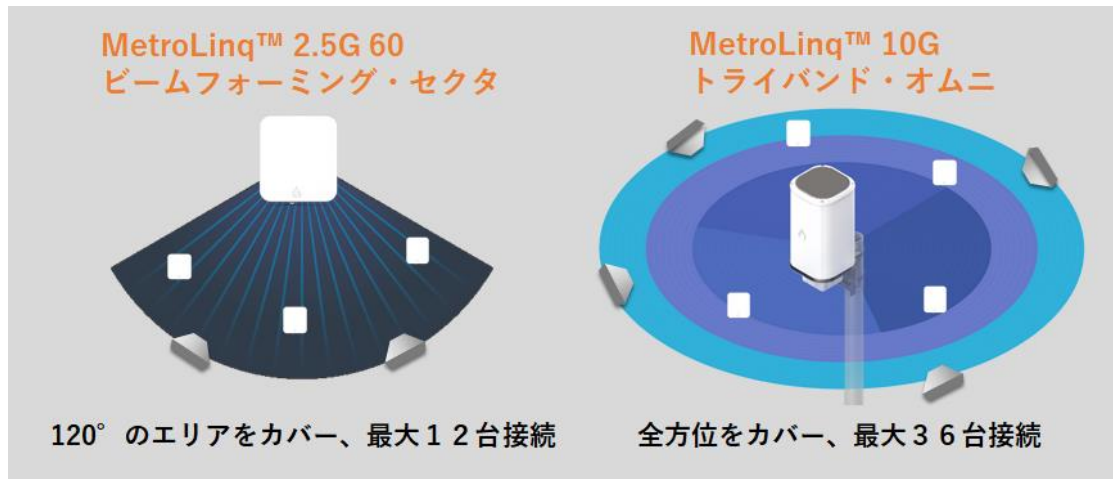 MetroLinq™ 2.5G 60
ビームフォーミング・セクタ
120°のエリアをカバー、最大１２台接続
MetroLinq™ 10G
トライバンド・オムニ
全方位をカバー、最大３６台接続